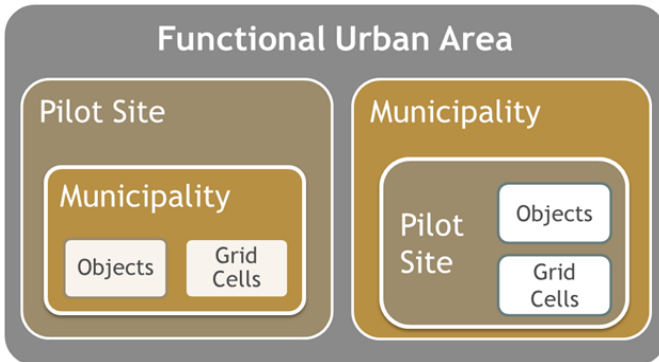 Functional Urban Area
Pilot Site
Municipality
Objects
Grid
Cells
Municipality
Pilot
Site
Objects
Grid
Cells